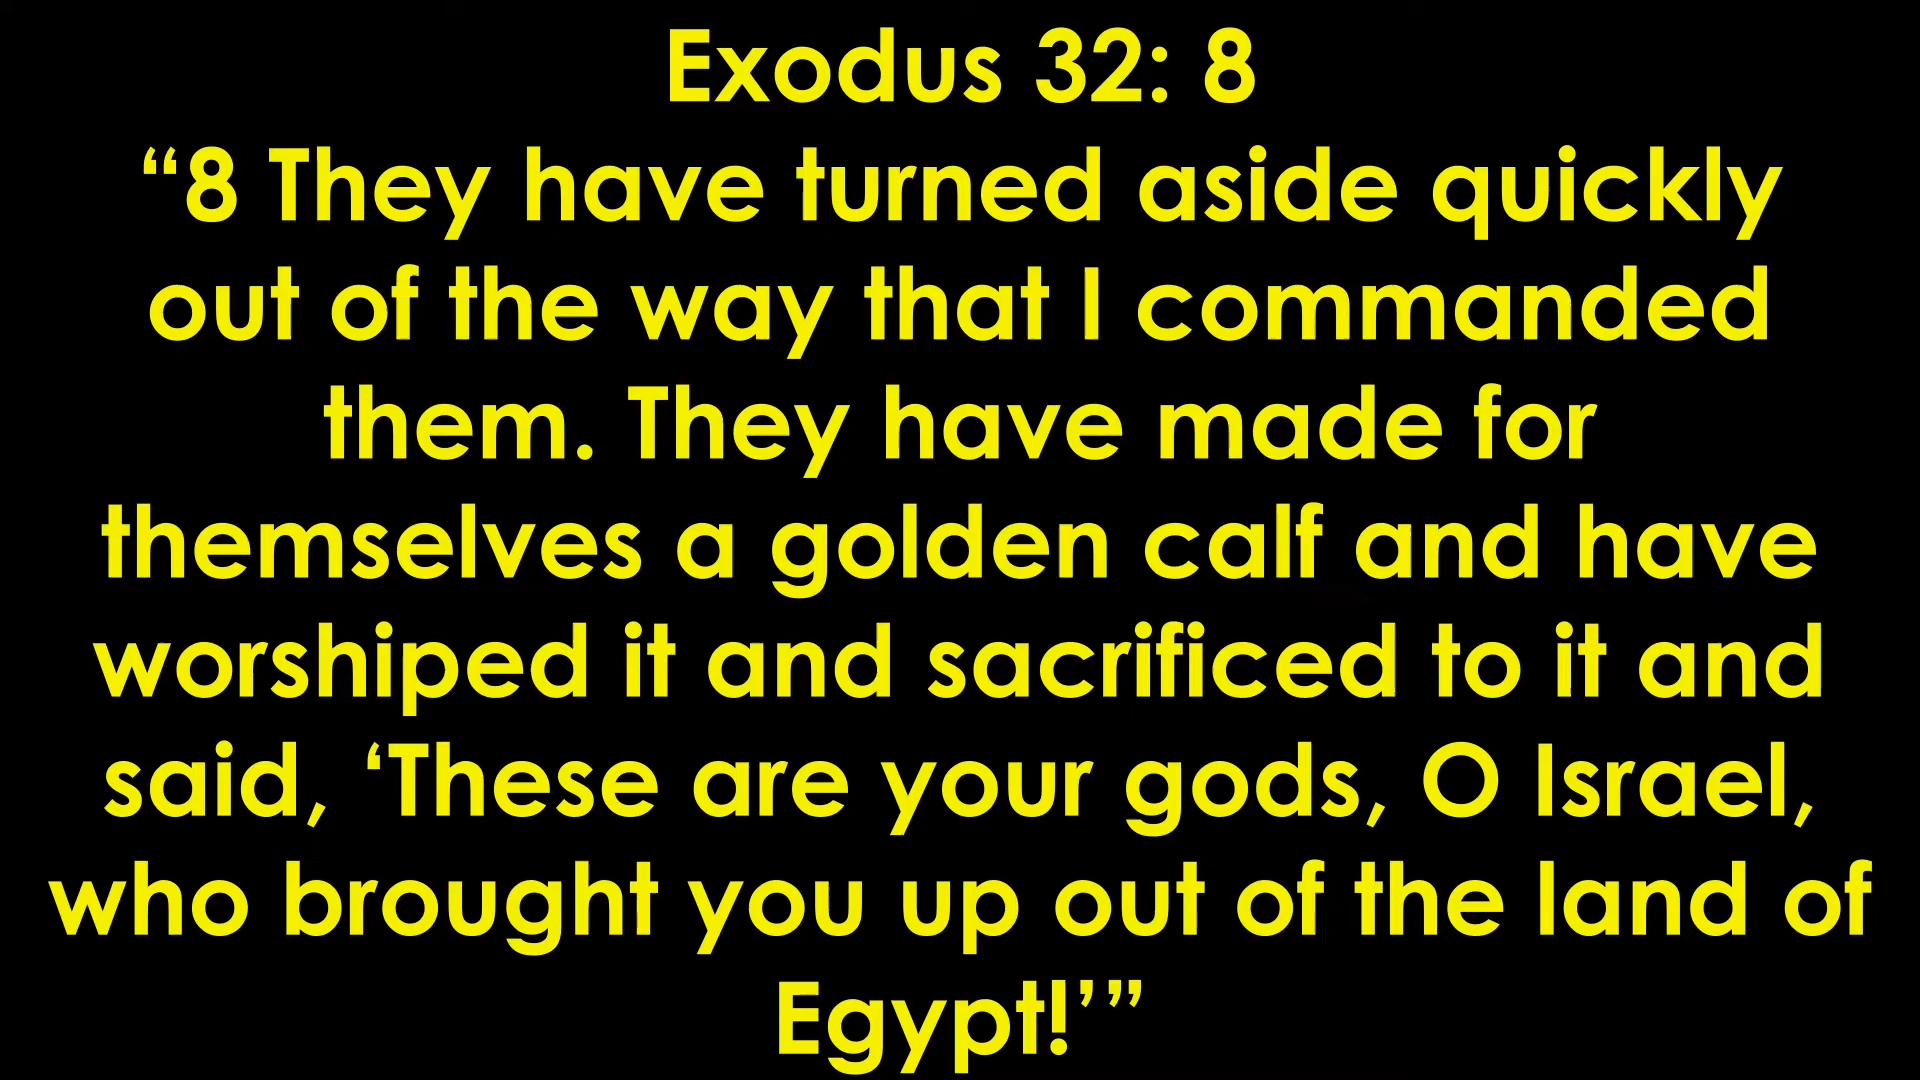 Exodus 32: 8
“8 They have turned aside quickly
out of the way that I commanded
them. They have made for
themselves a golden calf and have
worshiped it and sacrificed to it and
said, ‘These are your gods, O Israel,
who brought you up out of the land of
Egypt!’”